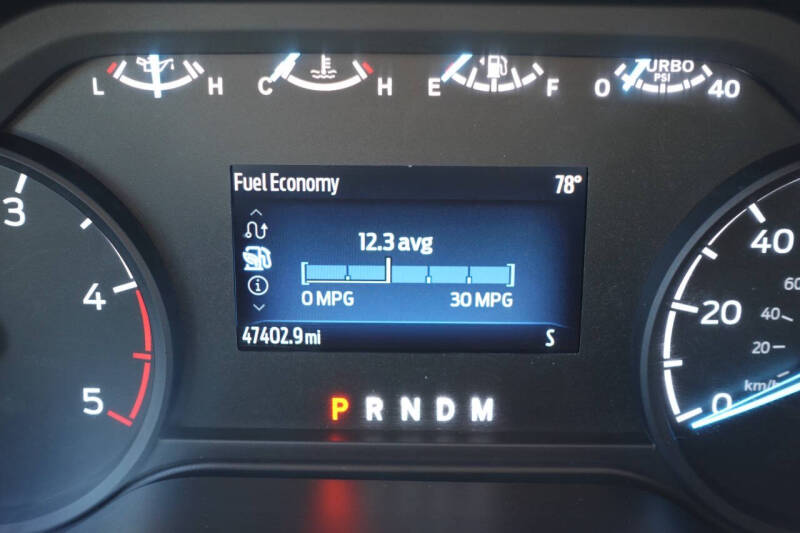 L H C H E F 0 TURBO PSI 40
Fuel Economy 78°
12.3 avg
0 MPG 30 MPG
47402.9 mi S
P R N D M
3
4
5
40
20
0
60
40
20
km/h